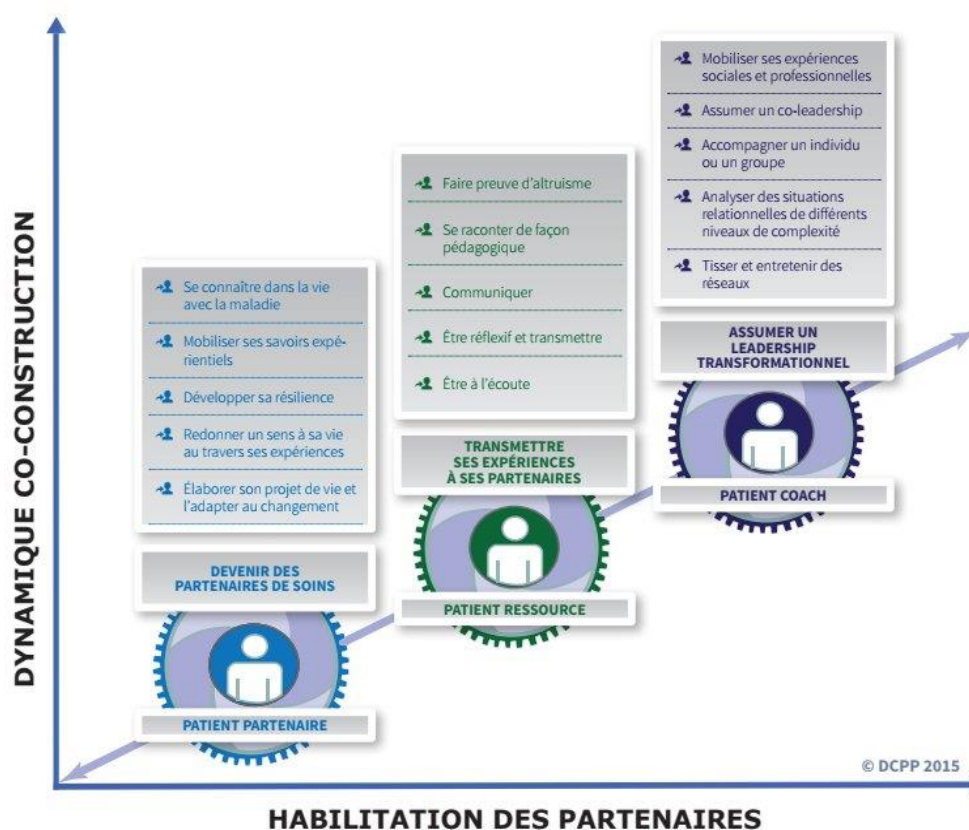 DYNAMIQUE CO-CONSTRUCTION
Se connaître dans la vie
avec la maladie
Mobiliser ses savoirs expé-
rientiels
Développer sa résilience
Redonner un sens à sa vie
au travers ses expériences
Élaborer son projet de vie et
l'adapter au changement
DEVENIR DES
PARTENAIRES DE SOINS
PATIENT PARTENAIRE
Faire preuve d'altruisme
Se raconter de façon
pédagogique
Communiquer
Être réflexif et transmettre
Être à l'écoute
TRANSMETTRE
SES EXPÉRIENCES
À SES PARTENAIRES
PATIENT RESSOURCE
Mobiliser ses expériences
sociales et professionnelles
Assumer un co-leadership
Accompagner un individu
ou un groupe
Analyser des situations
relationnelles de différents
niveaux de complexité
Tisser et entretenir des
réseaux
ASSUMER UN
LEADERSHIP
TRANSFORMATIONNEL
PATIENT COACH
© DCPP 2015
HABILITATION DES PARTENAIRES